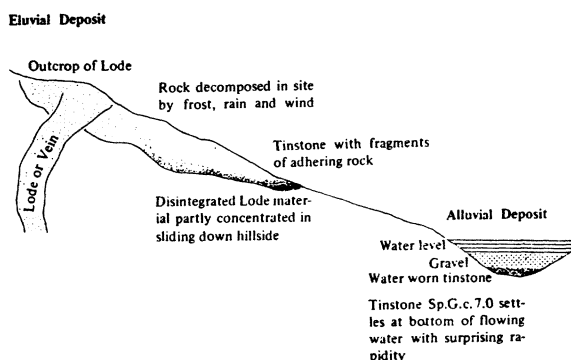 Eluvial Deposit
Outcrop of Lode
Rock decomposed in site
by frost, rain and wind
Lode or Vein
Tinstone with fragments
of adhering rock
Disintegrated Lode mater-
ial partly concentrated in
sliding down hillside
Alluvial Deposit
Water level
Gravel
Water worn tinstone
Tinstone Sp.G.c.7.0 sett-
les at bottom of flowing
water with surprising ra-
pidity